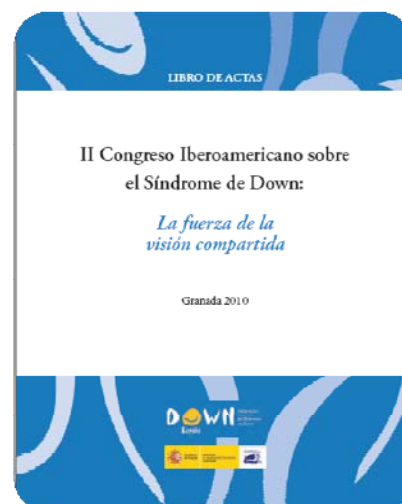 LIBRO DE ACTAS
II Congreso Iberoamericano sobre
el Síndrome de Down:
La fuerza de la
visión compartida
Granada 2010
DOWN
España